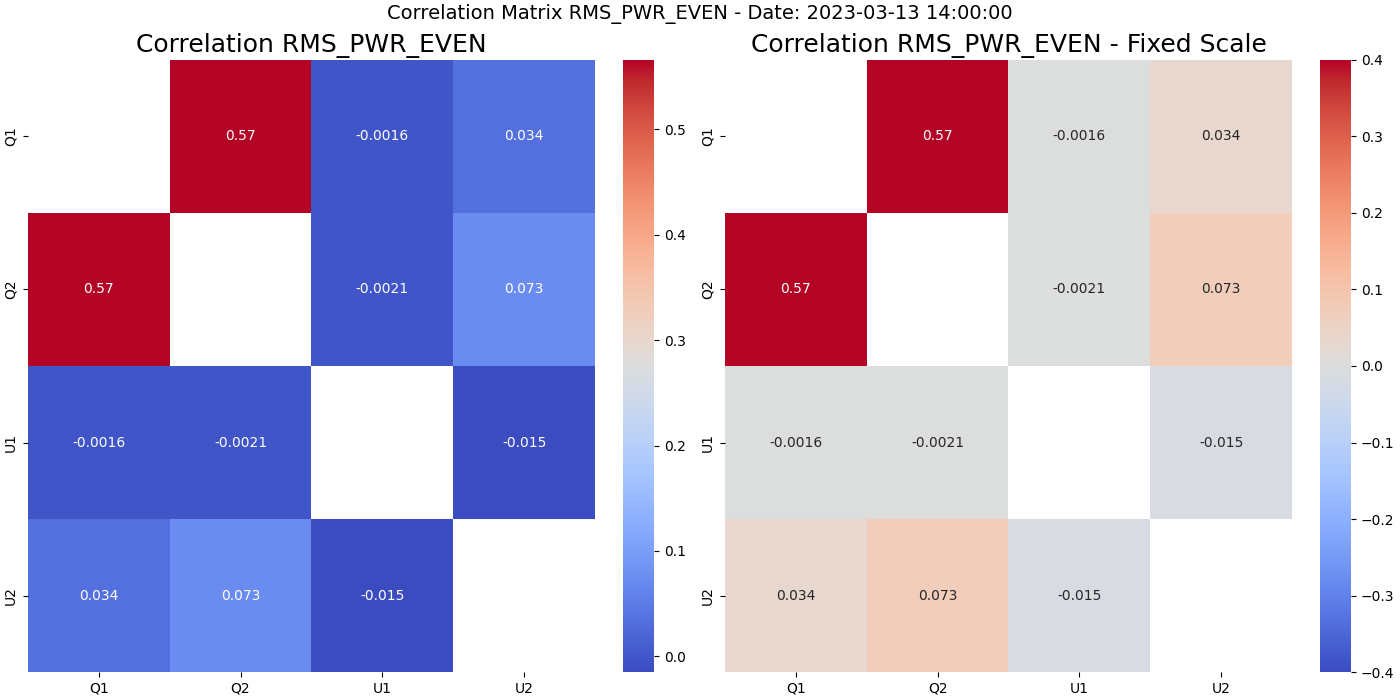 Correlation Matrix RMS_PWR_EVEN - Date: 2023-03-13 14:00:00
Correlation RMS_PWR_EVEN
Q1
0.57
-0.0016
0.034
Q2
0.57
-0.0021
0.073
U1
-0.0016
-0.0021
-0.015
U2
0.034
0.073
-0.015
Q1
Q2
U1
U2
0.5
0.4
0.3
0.2
0.1
0.0
Correlation RMS_PWR_EVEN - Fixed Scale
Q1
0.57
-0.0016
0.034
Q2
0.57
-0.0021
0.073
U1
-0.0016
-0.0021
-0.015
U2
0.034
0.073
-0.015
Q1
Q2
U1
U2
0.4
0.3
0.2
0.1
0.0
−0.1
−0.2
−0.3
−0.4